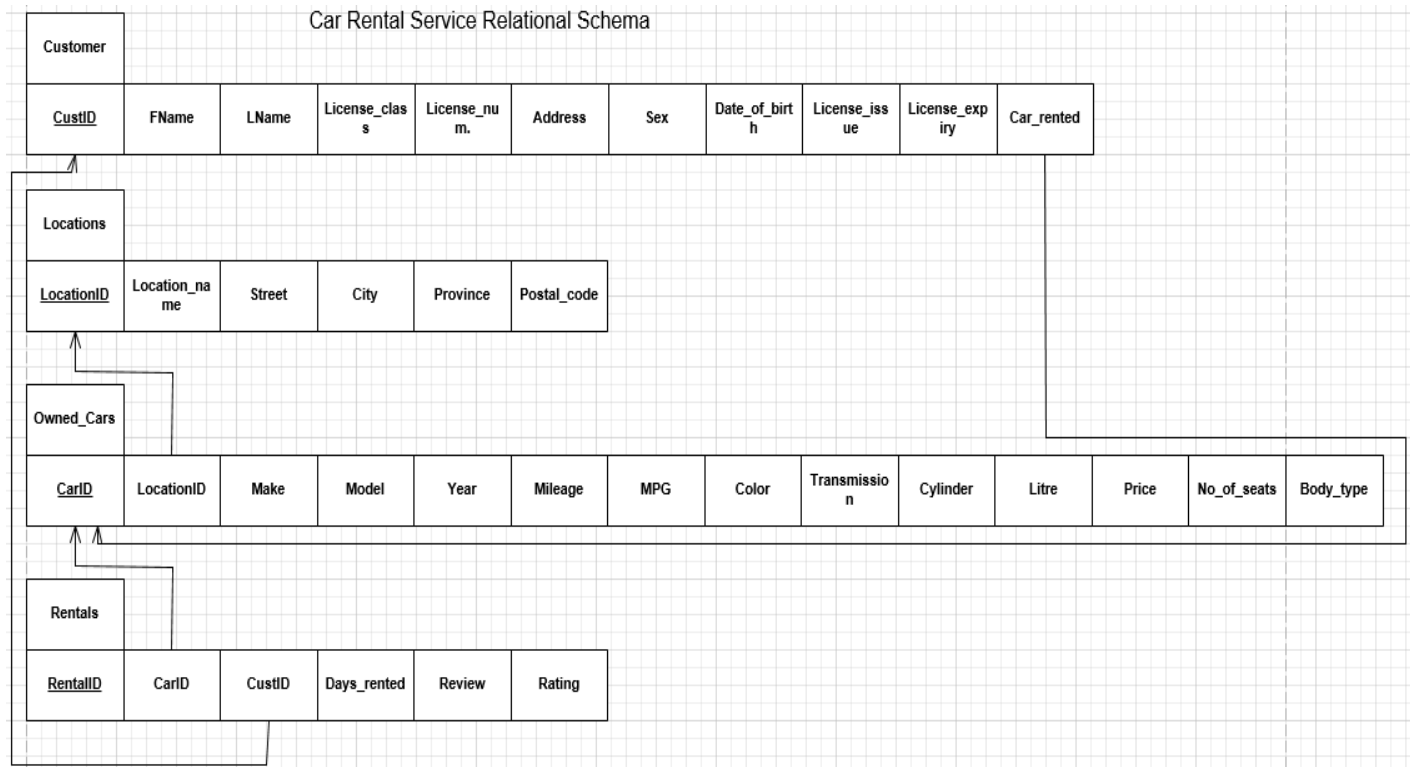 Car Rental Service Relational Schema
Customer
CustID FName LName License_clas s License_nu m. Address Sex Date_of_birt h License_iss ue License_exp iry Car_rented
Locations
LocationID Location_na me Street City Province Postal_code
Owned_Cars
CarID LocationID Make Model Year Mileage MPG Color Transmissio n Cylinder Litre Price No_of_seats Body_type
Rentals
RentalID CarID CustID Days_rented Review Rating